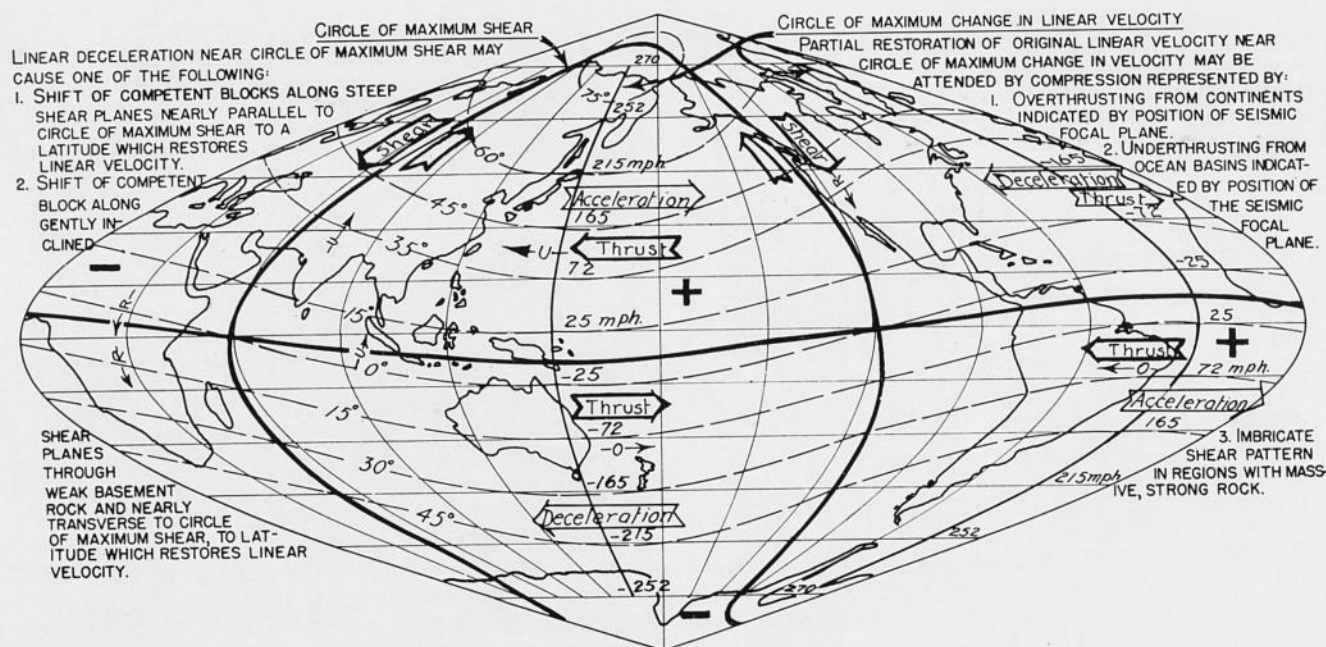 CIRCLE OF MAXIMUM SHEAR
LINEAR DECELERATION NEAR CIRCLE OF MAXIMUM SHEAR MAY
CAUSE ONE OF THE FOLLOWING:
1. SHIFT OF COMPETENT BLOCKS ALONG STEEP
SHEAR PLANES NEARLY PARALLEL TO
CIRCLE OF MAXIMUM SHEAR TO A
LATITUDE WHICH RESTORES
LINEAR VELOCITY.
2. SHIFT OF COMPETENT
BLOCK ALONG
GENTLY IN-
CLINED
SHEAR
PLANES
THROUGH
WEAK BASEMENT
ROCK AND NEARLY
TRANSVERSE TO CIRCLE
OF MAXIMUM SHEAR, TO LAT-
ITUDE WHICH RESTORES LINEAR
VELOCITY.
CIRCLE OF MAXIMUM CHANGE IN LINEAR VELOCITY
PARTIAL RESTORATION OF ORIGINAL LINEAR VELOCITY NEAR
CIRCLE OF MAXIMUM CHANGE IN VELOCITY MAY BE
ATTENDED BY COMPRESSION REPRESENTED BY:
1. OVERTHRUSTING FROM CONTINENTS
INDICATED BY POSITION OF SEISMIC
FOCAL PLANE.
2. UNDERTHRUSTING FROM
OCEAN BASINS INDICAT-
ED BY POSITION OF
THE SEISMIC
FOCAL
PLANE.
3. IMBRICATE
SHEAR PATTERN
IN REGIONS WITH MASS-
IVE, STRONG ROCK.
270
75°
252
Shear
Shear
60°
215 mph
-165
Deceleration
Thrust
-72
Acceleration
165
45°
R
U
35°
U
Thrust
72
-25
+
-
15°
R
25 mph.
25
R
U
10°
-25
Thrust
+
O
72 mph.
15°
Thrust
-72
Acceleration
165
O
30°
-165
215 mph
45°
Deceleration
-215
252
-252
270
-